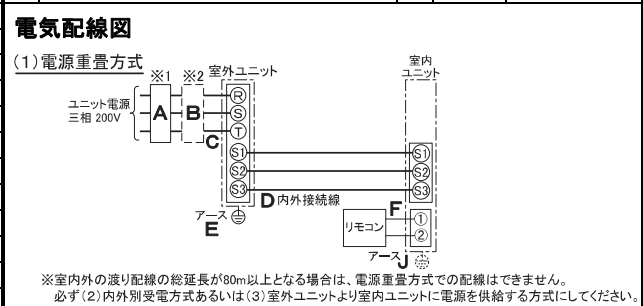 電気配線図
(1)電源重畳方式
※1 ※2 室外ユニット
室内
ユニット
ユニット電源
三相 200V
A B
R
S
T
C
S1 S1
S2 S2
S3 S3
D 内外接続線
アース
E
リモコン
F
①
②
アース J
※室内外の渡り配線の総延長が80m以上となる場合は、電源重畳方式での配線はできません。
必ず(2)内外別受電方式あるいは(3)室外ユニットより室内ユニットに電源を供給する方式にしてください。